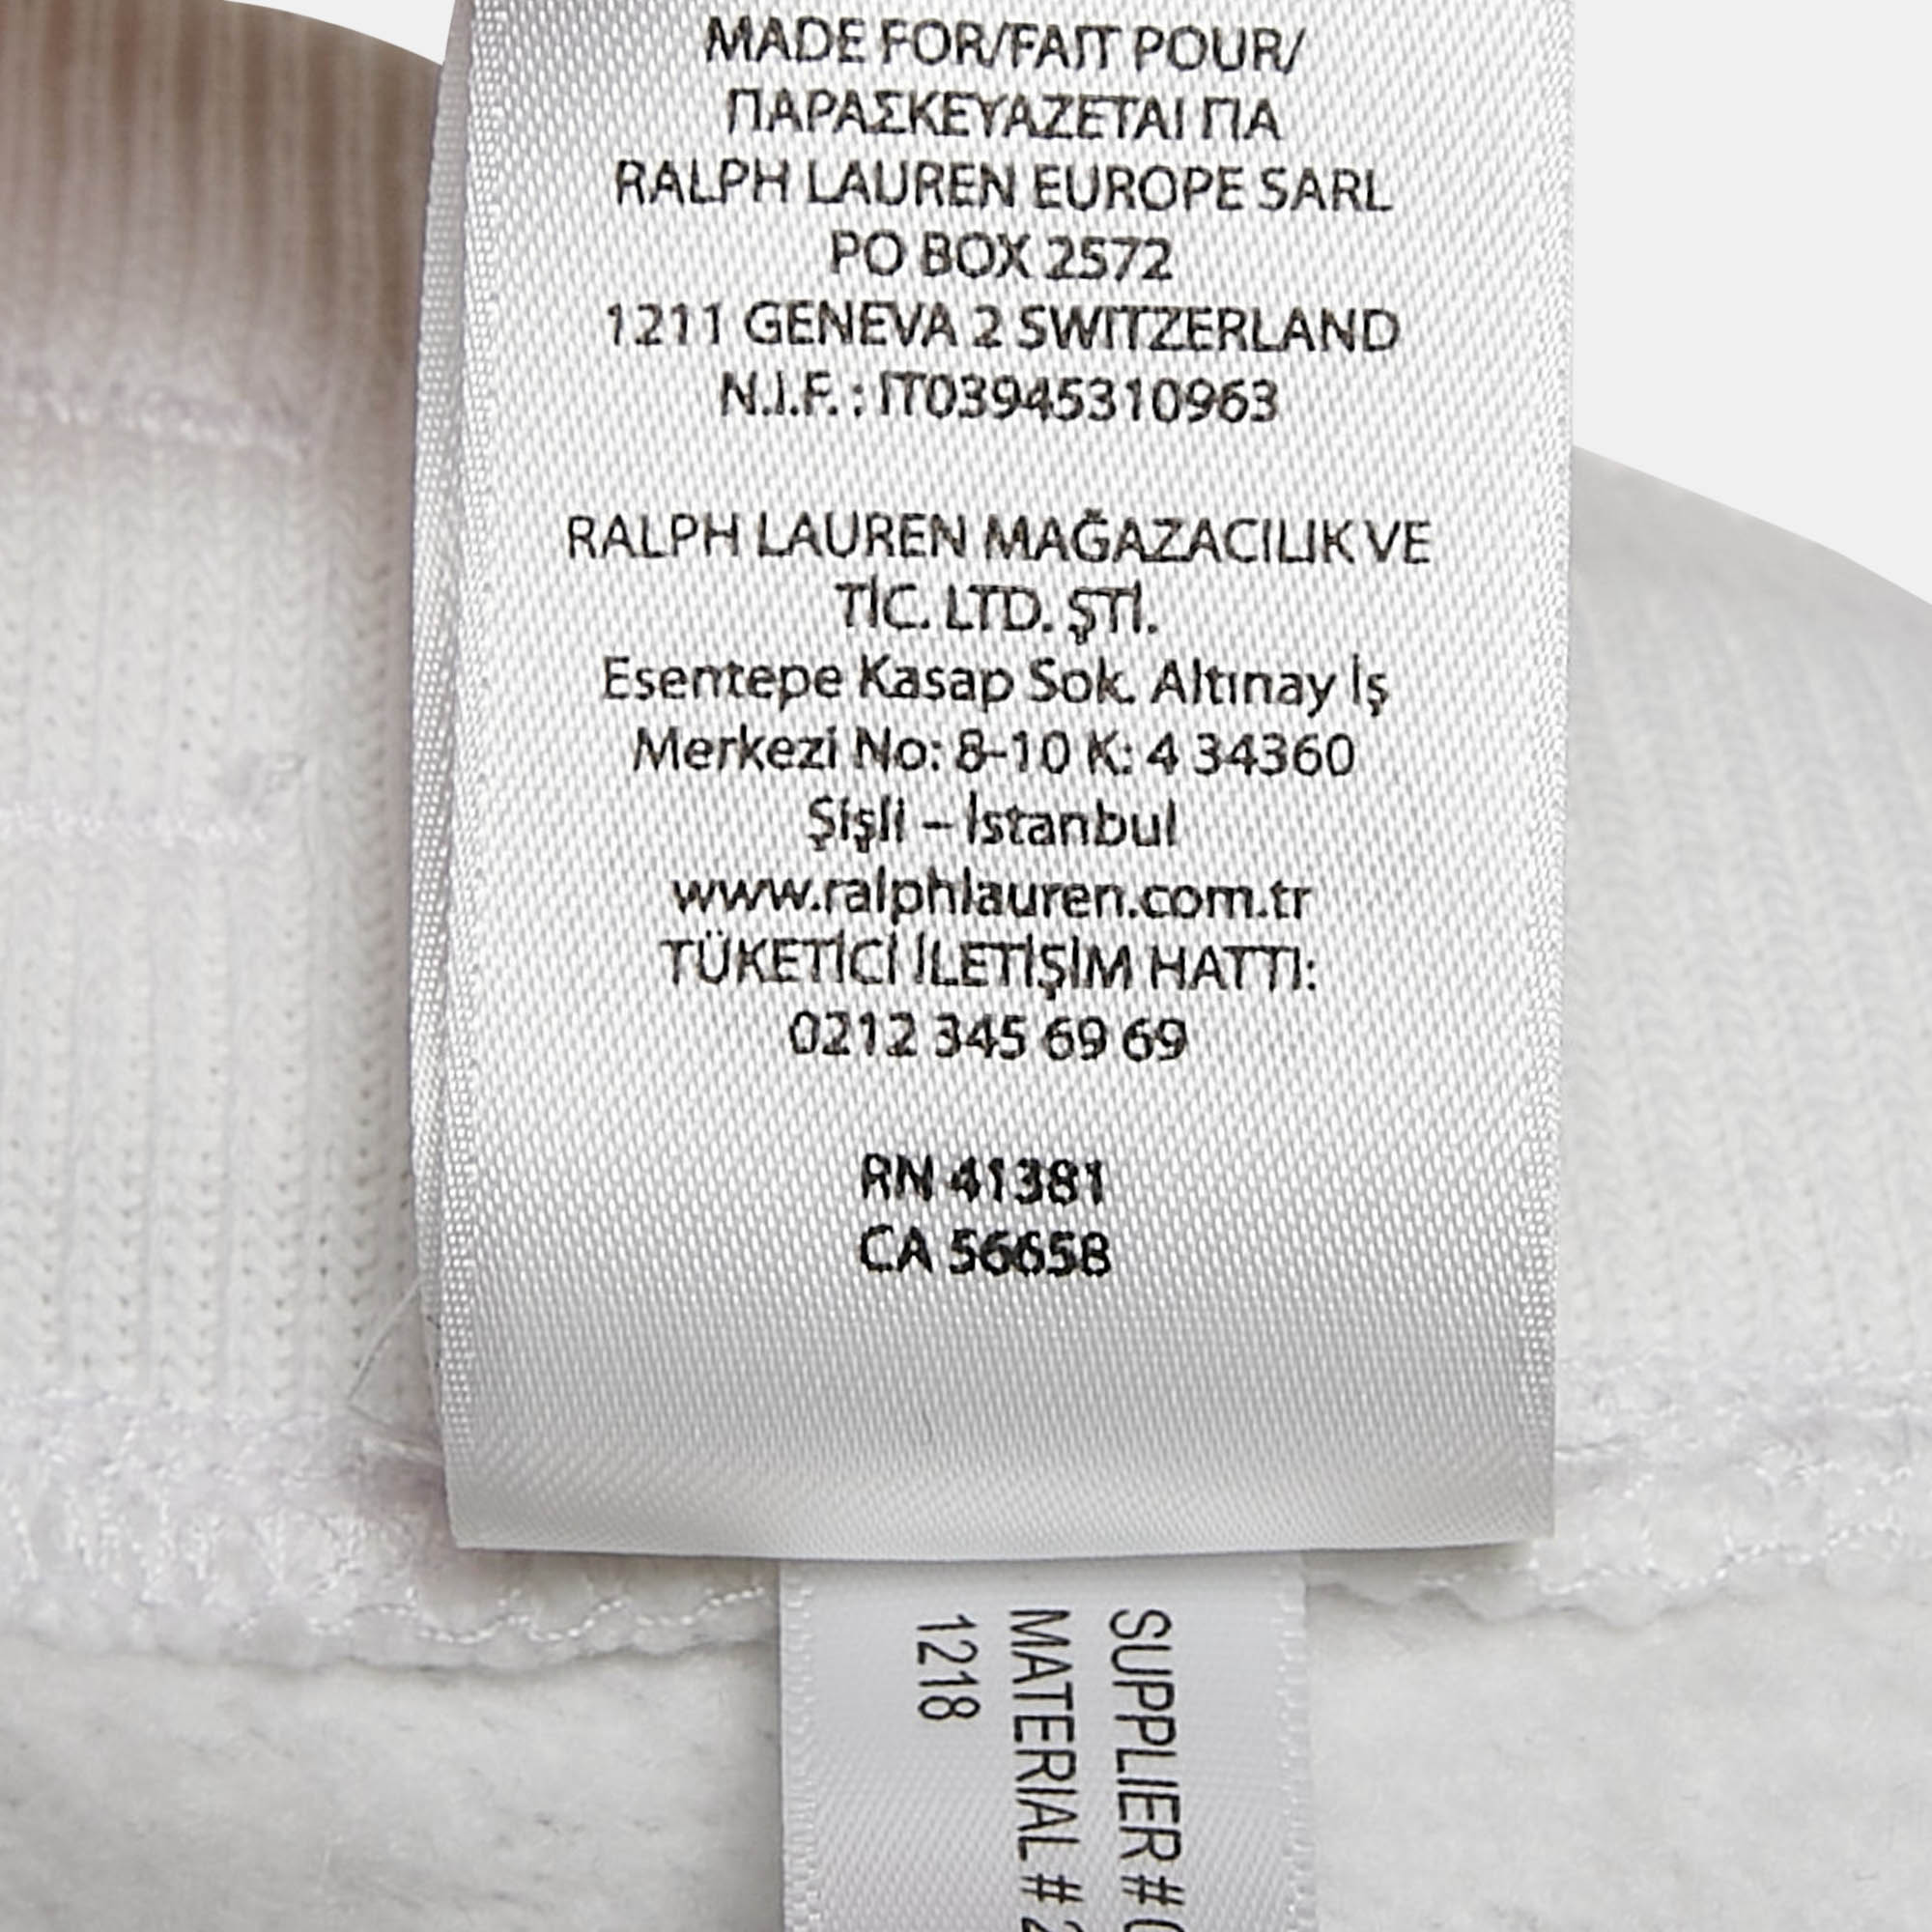 MADE FOR/FAIT POUR/
ΠΑΡΑΣΚΕΥΑΖΕΤΑΙ ΓΙΑ
RALPH LAUREN EUROPE SARL
PO BOX 2572
1211 GENEVA 2 SWITZERLAND
N.I.F. : IT03945310963
RALPH LAUREN MAĞAZACILIK VE
TİC. LTD. ŞTİ.
Esentepe Kasap Sok. Altınay İş
Merkezi No: 8-10 K: 4 34360
Şişli – İstanbul
www.ralphlauren.com.tr
TÜKETİCİ İLETİŞİM HATTI:
0212 345 69 69
RN 41381
CA 56658
SUPPLIER #
MATERIAL # 2
1218